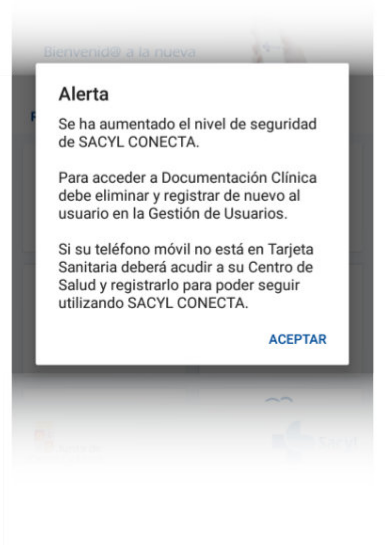 Bienvenid@ a la nueva
Alerta
Se ha aumentado el nivel de seguridad
de SACYL CONECTA.
Para acceder a Documentación Clínica
debe eliminar y registrar de nuevo al
usuario en la Gestión de Usuarios.
Si su teléfono móvil no está en Tarjeta
Sanitaria deberá acudir a su Centro de
Salud y registrarlo para poder seguir
utilizando SACYL CONECTA.
ACEPTAR
Sacyl